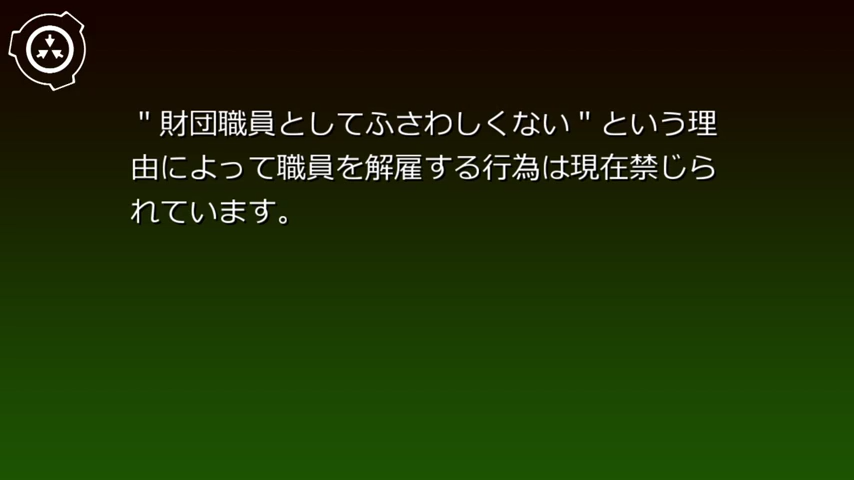 "財団職員としてふさわしくない"という理
由によって職員を解雇する行為は現在禁じら
れています。